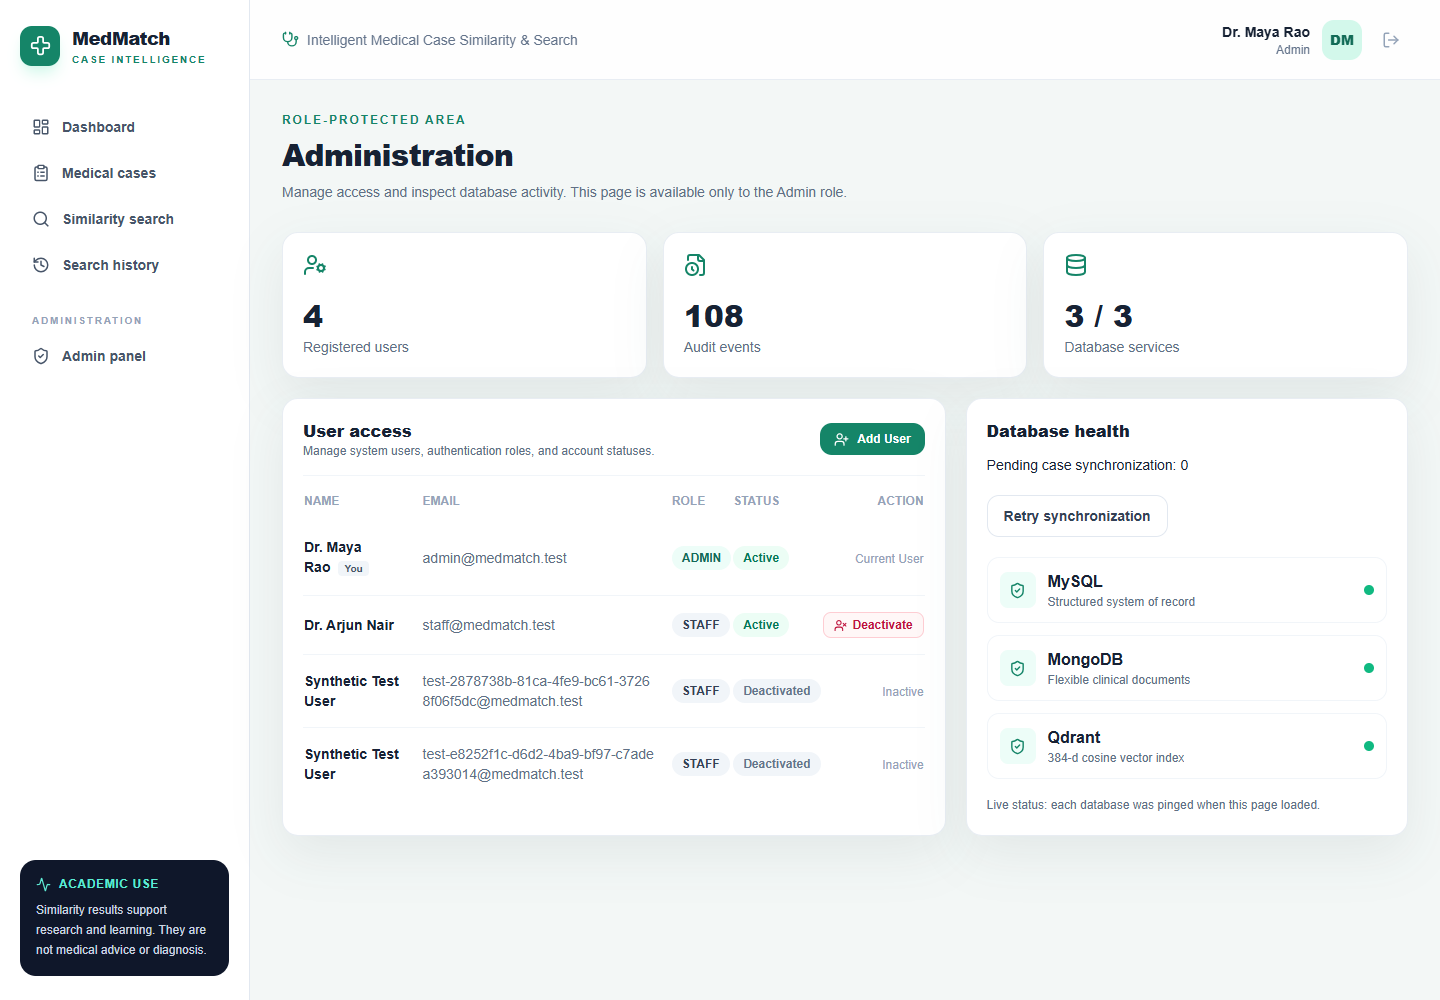 MedMatch
CASE INTELLIGENCE
Dashboard
Medical cases
Similarity search
Search history
ADMINISTRATION
Admin panel
ACADEMIC USE
Similarity results support
research and learning. They are
not medical advice or diagnosis.
Intelligent Medical Case Similarity & Search
Dr. Maya Rao
Admin
DM
ROLE-PROTECTED AREA
Administration
Manage access and inspect database activity. This page is available only to the Admin role.
4
Registered users
108
Audit events
3 / 3
Database services
User access
Manage system users, authentication roles, and account statuses.
Add User
NAME EMAIL ROLE STATUS ACTION
Dr. Maya
Rao You
admin@medmatch.test ADMIN Active Current User
Dr. Arjun Nair staff@medmatch.test STAFF Active Deactivate
Synthetic Test
User
test-2878738b-81ca-4fe9-bc61-3726
8f06f5dc@medmatch.test
STAFF Deactivated Inactive
Synthetic Test
User
test-e8252f1c-d6d2-4ba9-bf97-c7ade
a393014@medmatch.test
STAFF Deactivated Inactive
Database health
Pending case synchronization: 0
Retry synchronization
MySQL
Structured system of record
MongoDB
Flexible clinical documents
Qdrant
384-d cosine vector index
Live status: each database was pinged when this page loaded.